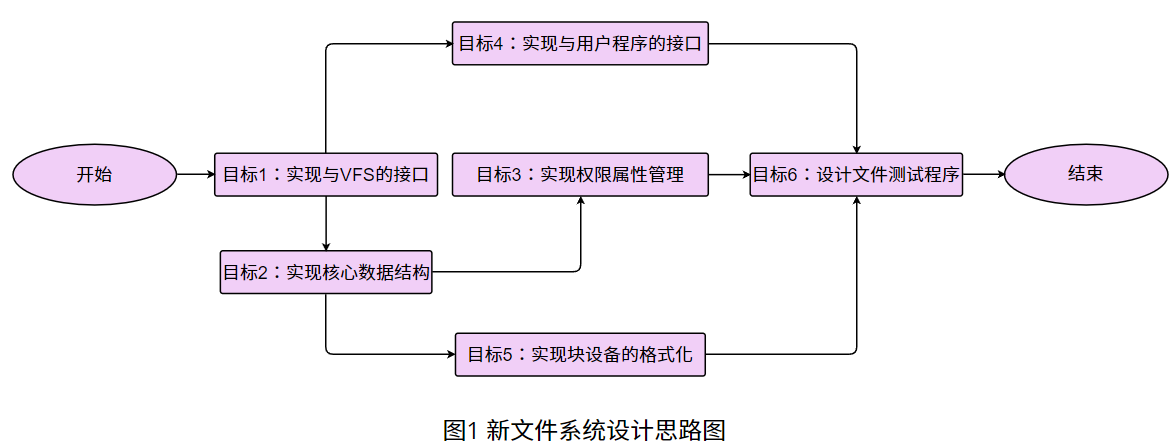 目标4：实现与用户程序的接口
开始
目标1：实现与VFS的接口
目标3：实现权限属性管理
目标6：设计文件测试程序
结束
目标2：实现核心数据结构
目标5：实现块设备的格式化
图1 新文件系统设计思路图